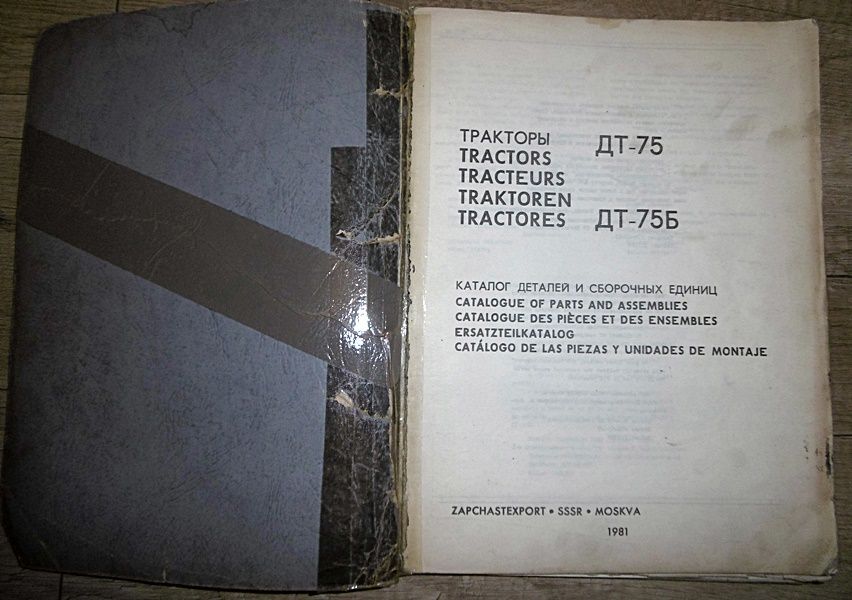 ТРАКТОРЫ ДТ-75
TRACTORS
TRACTEURS
TRAKTOREN
TRACTORES ДТ-75Б
КАТАЛОГ ДЕТАЛЕЙ И СБОРОЧНЫХ ЕДИНИЦ
CATALOGUE OF PARTS AND ASSEMBLIES
CATALOGUE DES PIÈCES ET DES ENSEMBLES
ERSATZTEILKATALOG
CATÁLOGO DE LAS PIEZAS Y UNIDADES DE MONTAJE
ZAPCHASTEXPORT • SSSR • MOSKVA
1981